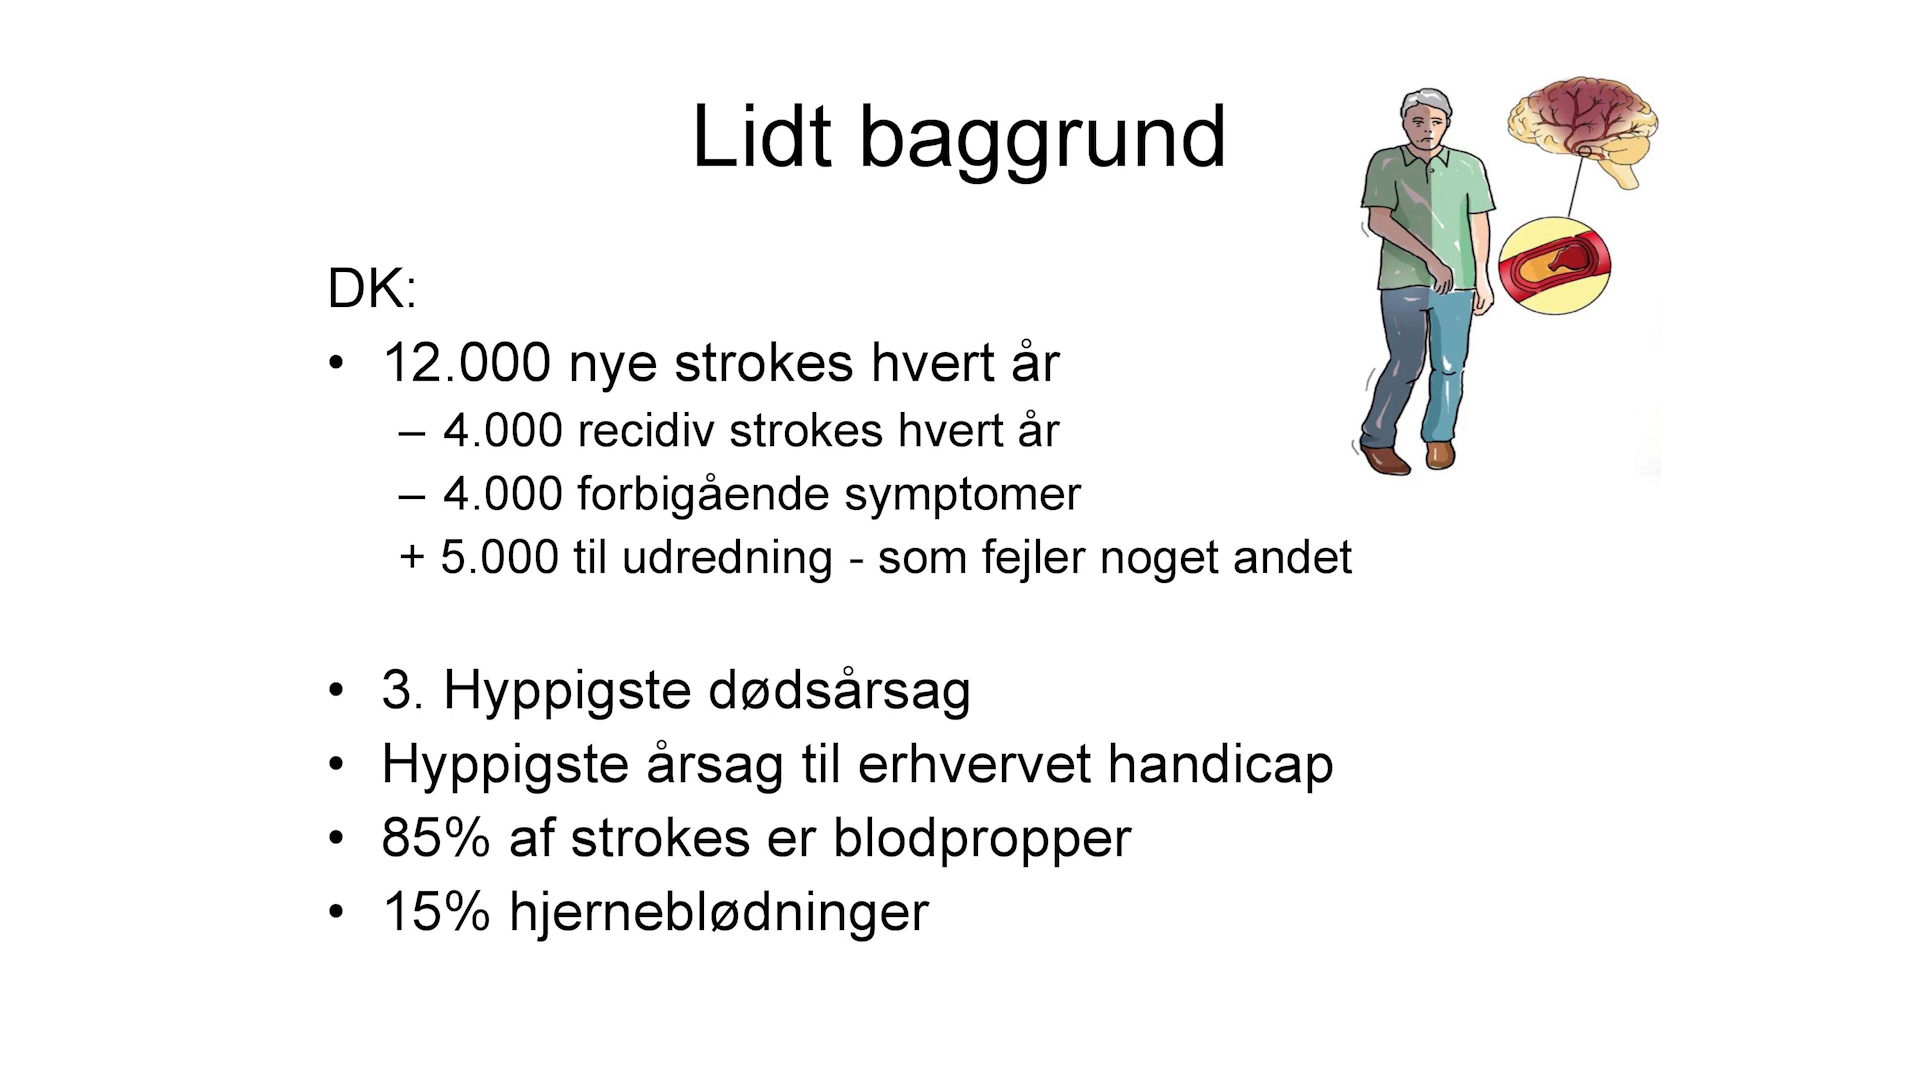 Lidt baggrund
DK:
• 12.000 nye strokes hvert år
– 4.000 recidiv strokes hvert år
– 4.000 forbigående symptomer
+ 5.000 til udredning - som fejler noget andet
• 3. Hyppigste dødsårsag
• Hyppigste årsag til erhvervet handicap
• 85% af strokes er blodpropper
• 15% hjerneblødninger